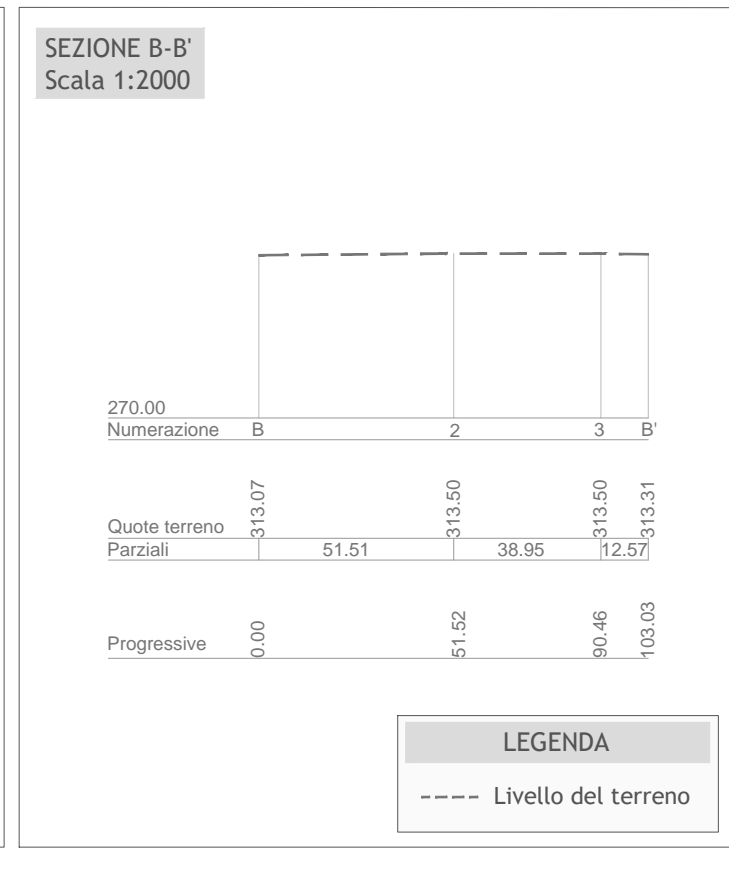 SEZIONE B-B'
Scala 1:2000
270.00
Numerazione B 2 3 B'
Quote terreno 313.07 313.50 313.50 313.31
Parziali 51.51 38.95 12.57
Progressive 0.00 51.52 90.46 103.03
LEGENDA
Livello del terreno